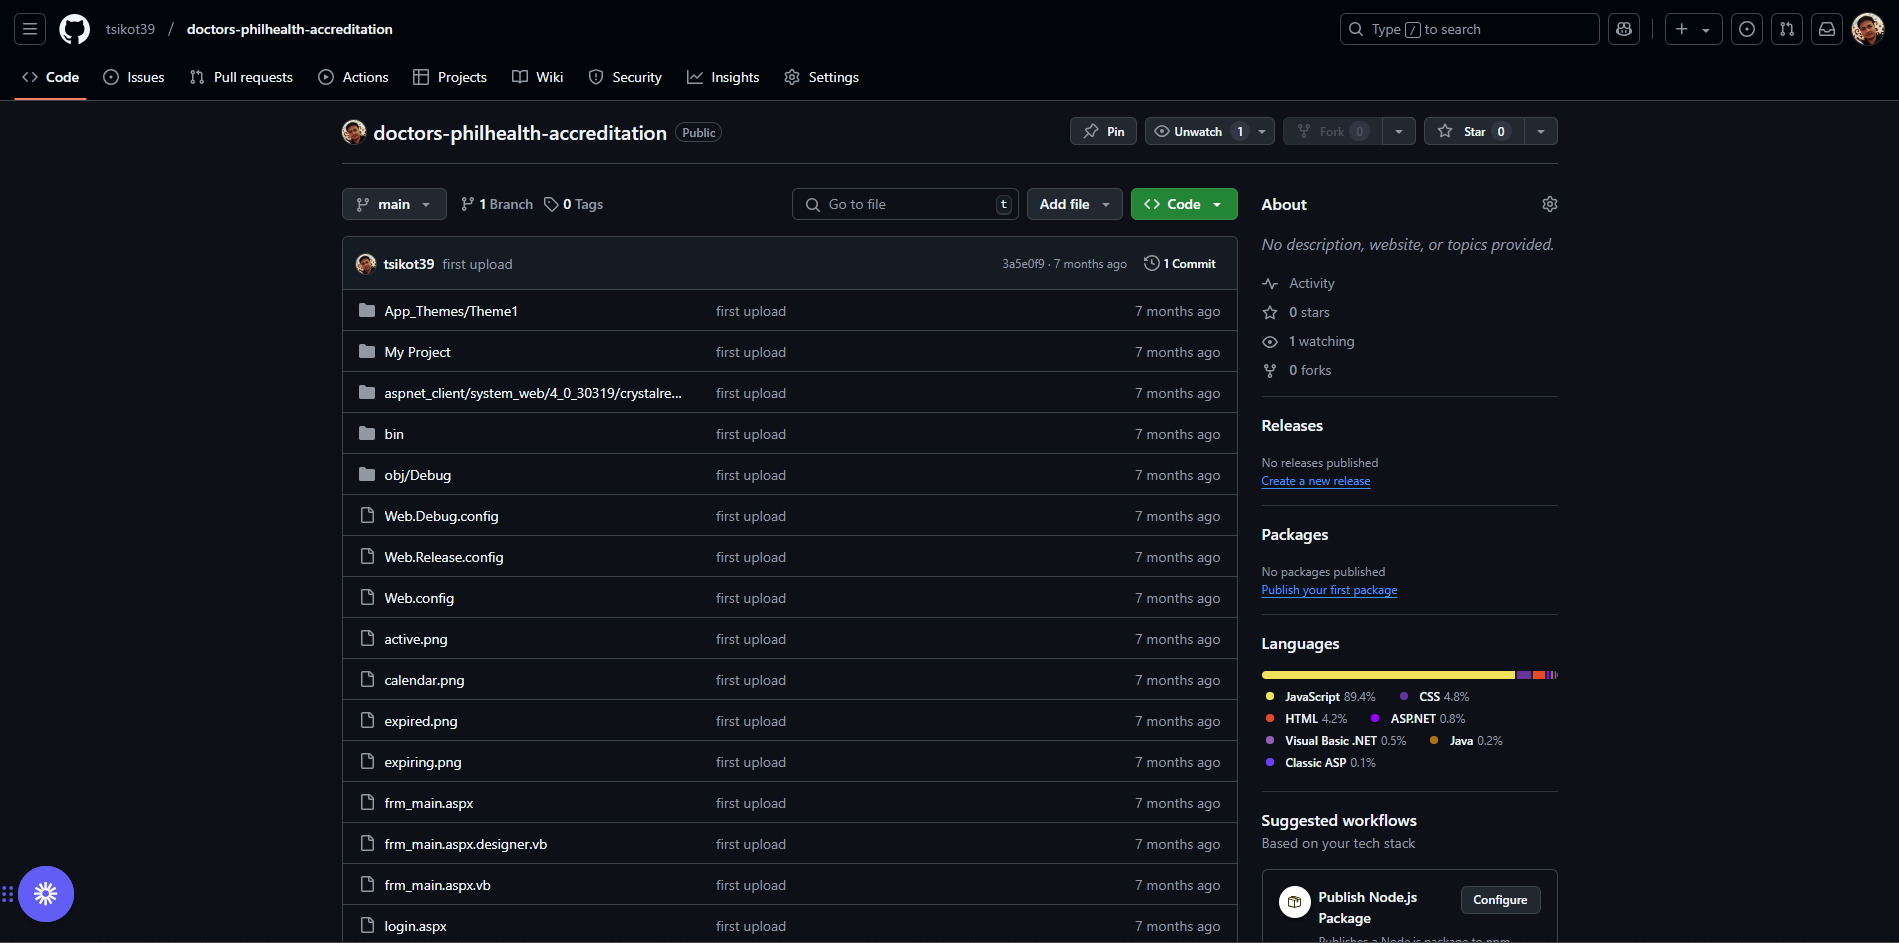 tsikot39 / doctors-philhealth-accreditation
Type / to search
Code Issues Pull requests Actions Projects Wiki Security Insights Settings
doctors-philhealth-accreditation Public
Pin Unwatch 1 Fork 0 Star 0
main 1 Branch 0 Tags
Go to file t Add file Code
tsikot39 first upload 3a5e0f9 · 7 months ago 1 Commit
App_Themes/Theme1 first upload 7 months ago
My Project first upload 7 months ago
aspnet_client/system_web/4_0_30319/crystalre... first upload 7 months ago
bin first upload 7 months ago
obj/Debug first upload 7 months ago
Web.Debug.config first upload 7 months ago
Web.Release.config first upload 7 months ago
Web.config first upload 7 months ago
active.png first upload 7 months ago
calendar.png first upload 7 months ago
expired.png first upload 7 months ago
expiring.png first upload 7 months ago
frm_main.aspx first upload 7 months ago
frm_main.aspx.designer.vb first upload 7 months ago
frm_main.aspx.vb first upload 7 months ago
login.aspx first upload 7 months ago
About
No description, website, or topics provided.
Activity
0 stars
1 watching
0 forks
Releases
No releases published
Create a new release
Packages
No packages published
Publish your first package
Languages
JavaScript 89.4% CSS 4.8%
HTML 4.2% ASP.NET 0.8%
Visual Basic .NET 0.5% Java 0.2%
Classic ASP 0.1%
Suggested workflows
Based on your tech stack
Publish Node.js
Package
Configure
Publishes a Node.js package to npm